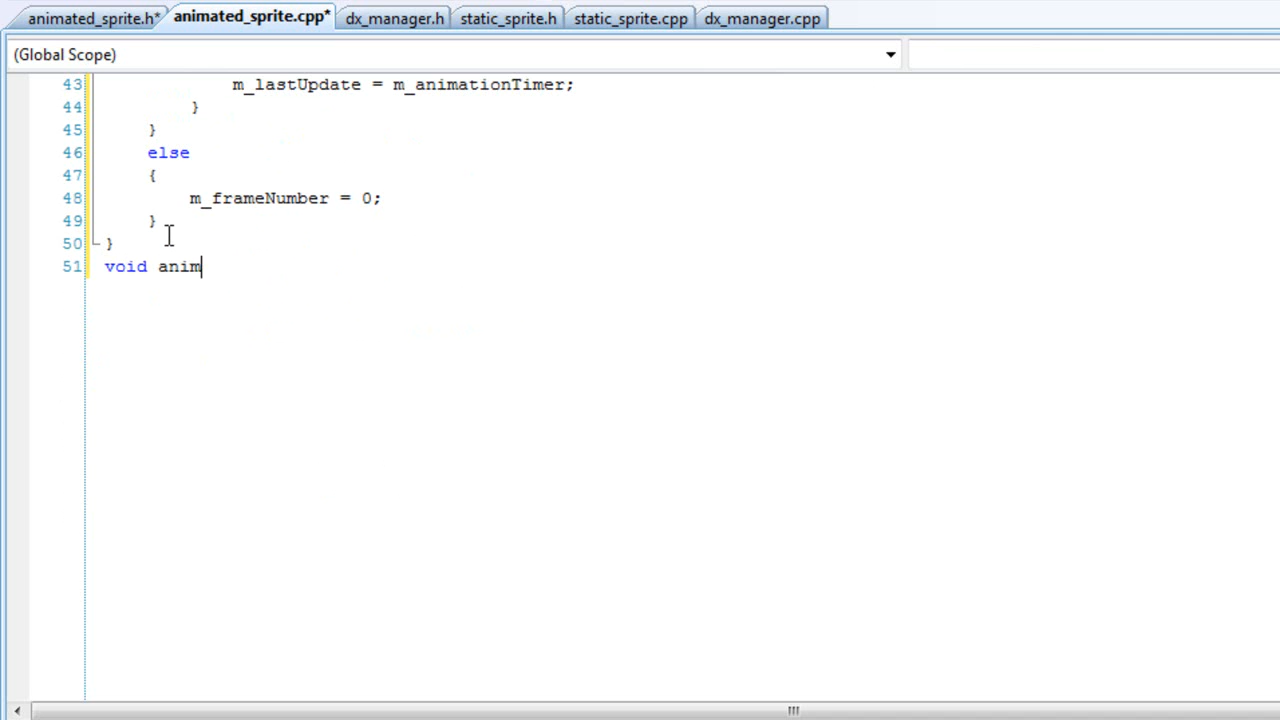 animated_sprite.h* animated_sprite.cpp* dx_manager.h static_sprite.h static_sprite.cpp dx_manager.cpp
(Global Scope)
43 m_lastUpdate = m_animationTimer;
44 }
45 }
46 else
47 {
48 m_frameNumber = 0;
49 }
50 }
51 void anim